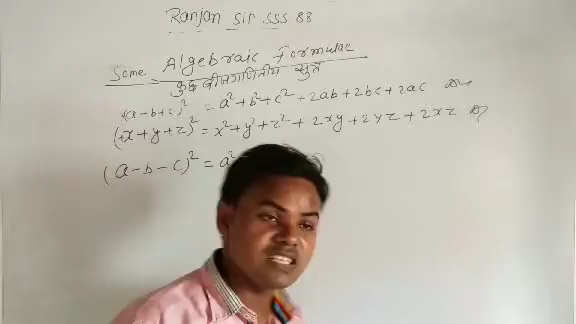 Ranjan Sir SSS 88
Some Algebraic Formulae
कुछ बीजगणितीय सुत्र
(a-b+c)² = a²+b²+c² -2ab+2bc+2ac
(x+y+z)² = x²+y²+z² + 2xy+2yz+2xz
(a-b-c)² = a²